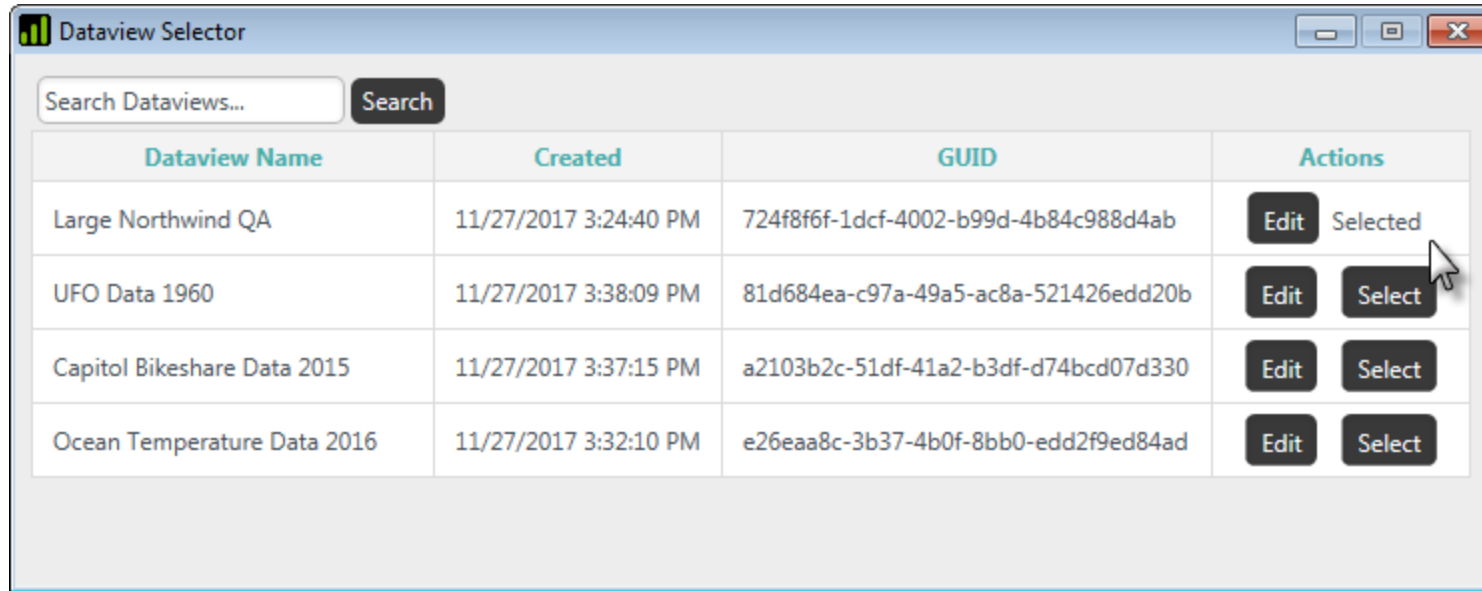 Dataview Selector
Search Dataviews... Search
Dataview Name Created GUID Actions
Large Northwind QA 11/27/2017 3:24:40 PM 724f8f6f-1dcf-4002-b99d-4b84c988d4ab Edit Selected
UFO Data 1960 11/27/2017 3:38:09 PM 81d684ea-c97a-49a5-ac8a-521426edd20b Edit Select
Capitol Bikeshare Data 2015 11/27/2017 3:37:15 PM a2103b2c-51df-41a2-b3df-d74bcd07d330 Edit Select
Ocean Temperature Data 2016 11/27/2017 3:32:10 PM e26eaa8c-3b37-4b0f-8bb0-edd2f9ed84ad Edit Select